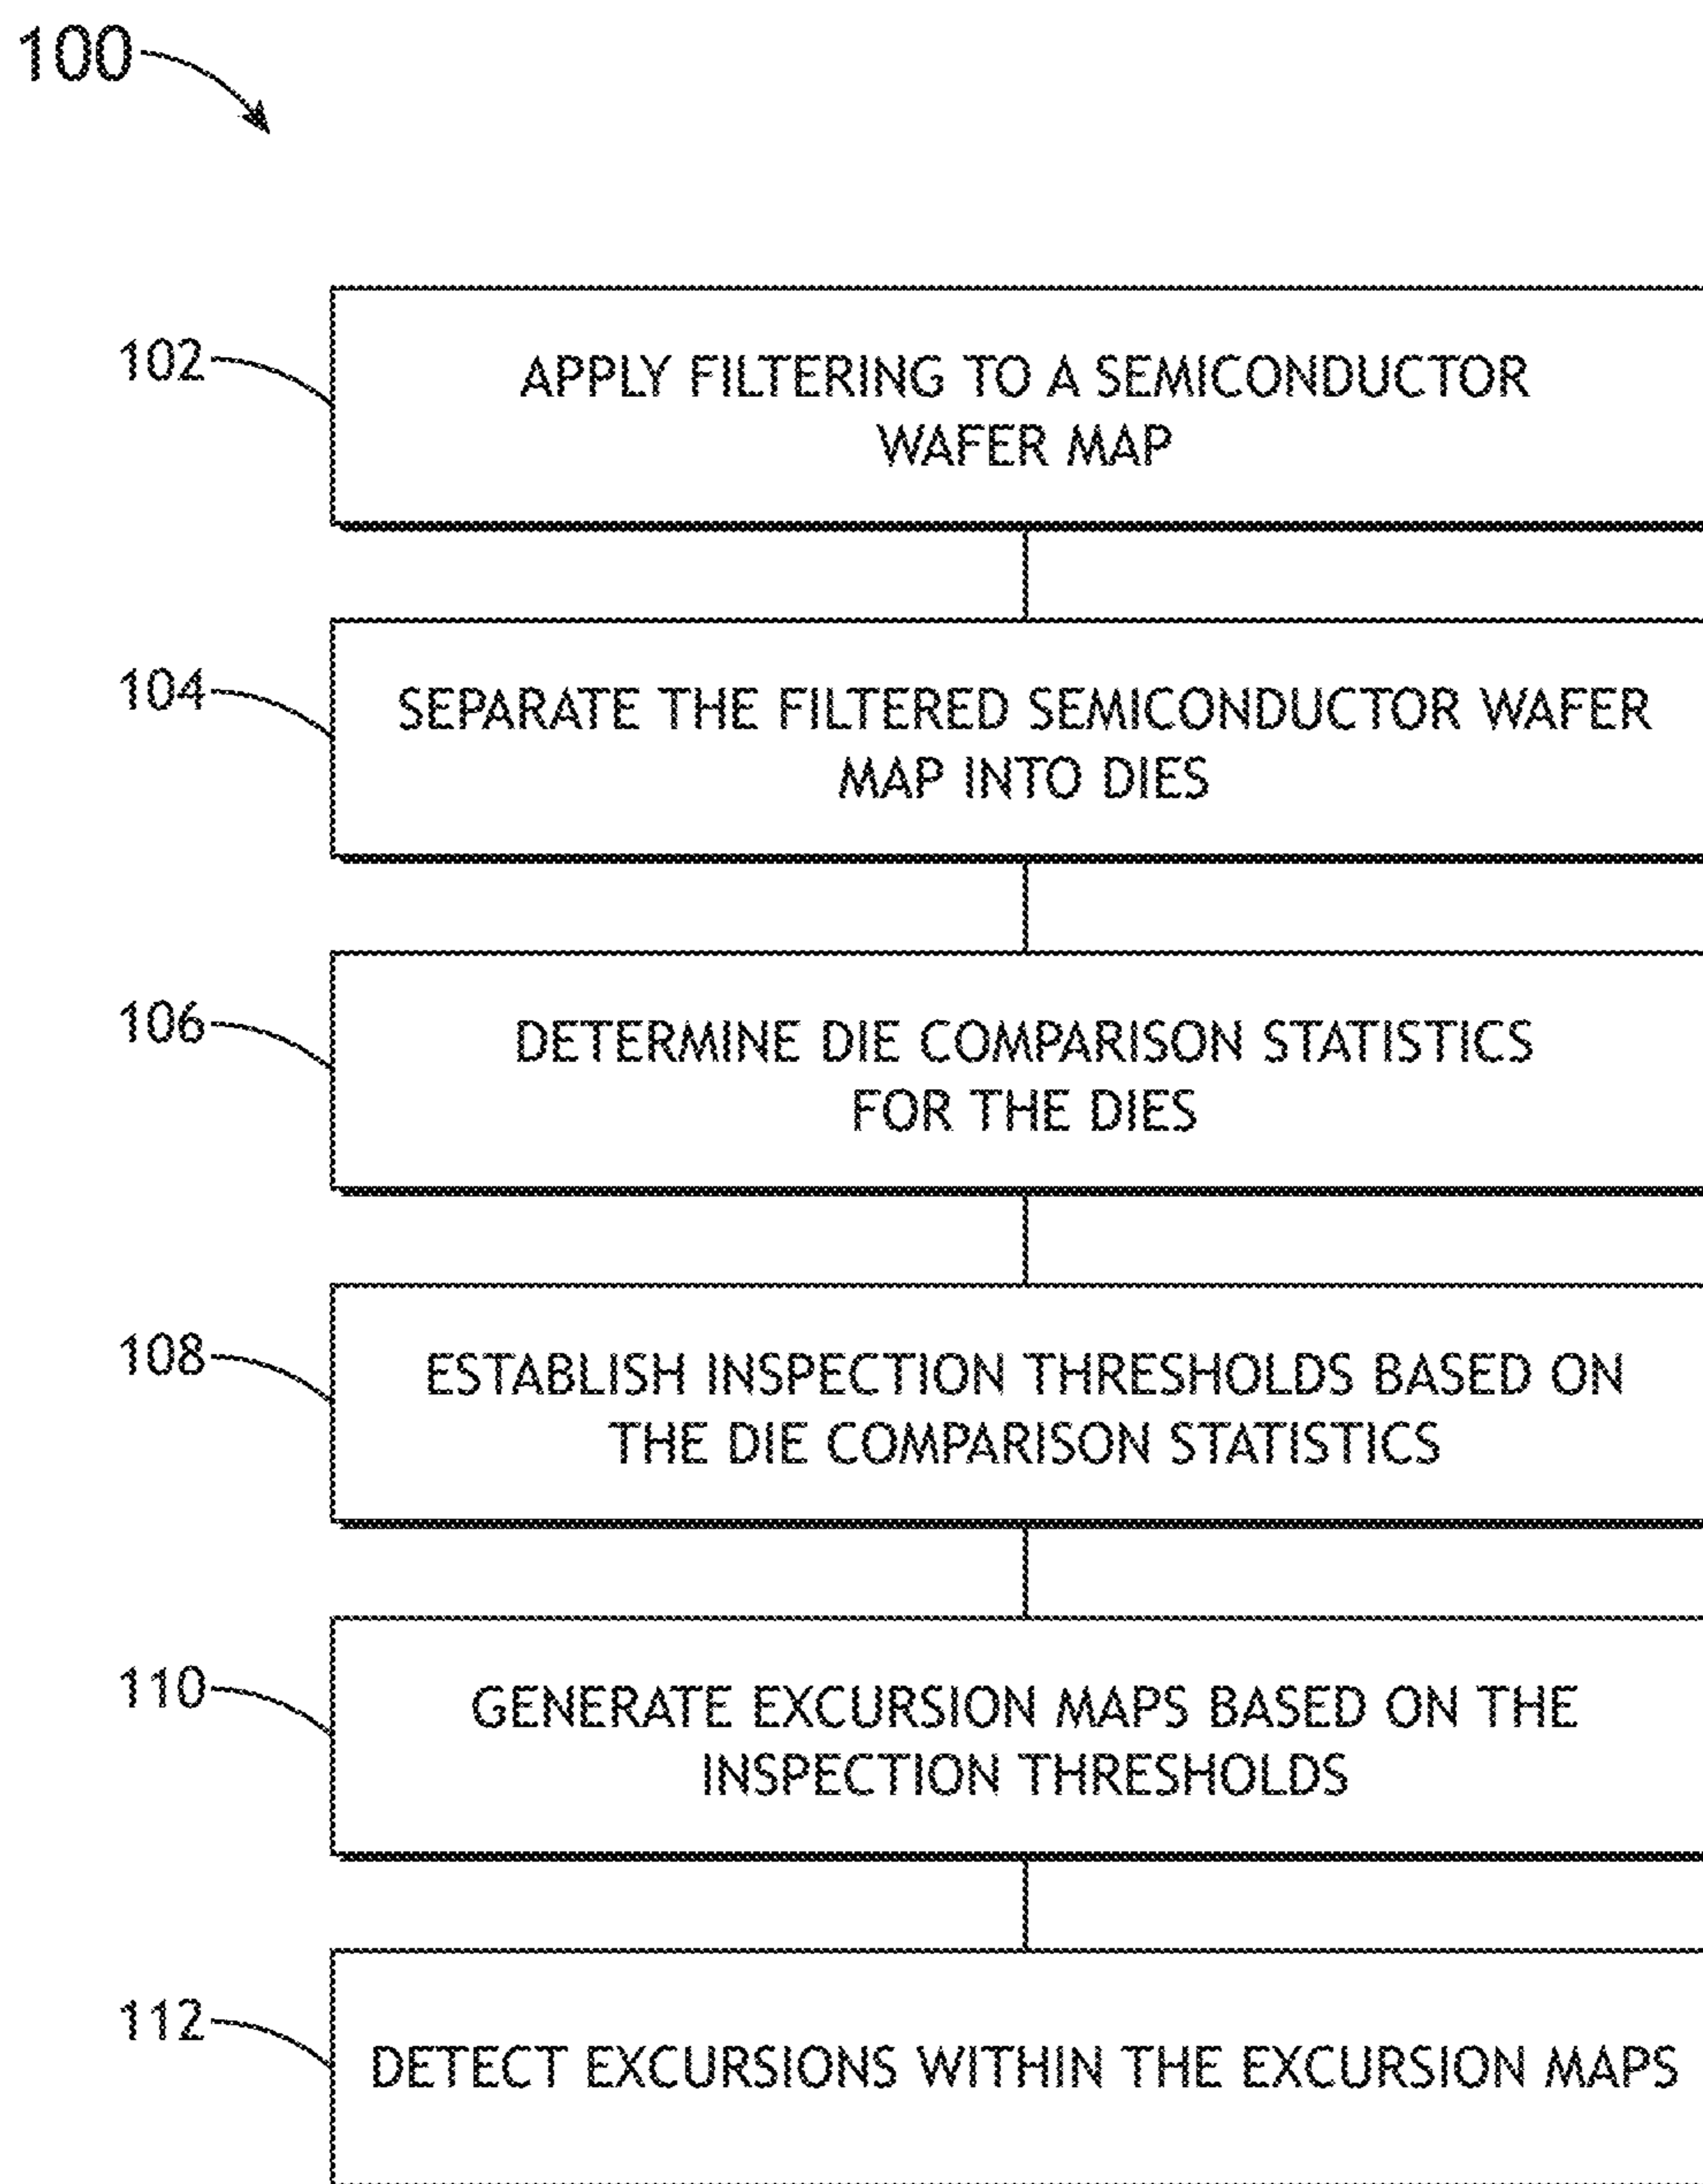 100
102
APPLY FILTERING TO A SEMICONDUCTOR
WAFER MAP
104
SEPARATE THE FILTERED SEMICONDUCTOR WAFER
MAP INTO DIES
106
DETERMINE DIE COMPARISON STATISTICS
FOR THE DIES
108
ESTABLISH INSPECTION THRESHOLDS BASED ON
THE DIE COMPARISON STATISTICS
110
GENERATE EXCURSION MAPS BASED ON THE
INSPECTION THRESHOLDS
112
DETECT EXCURSIONS WITHIN THE EXCURSION MAPS